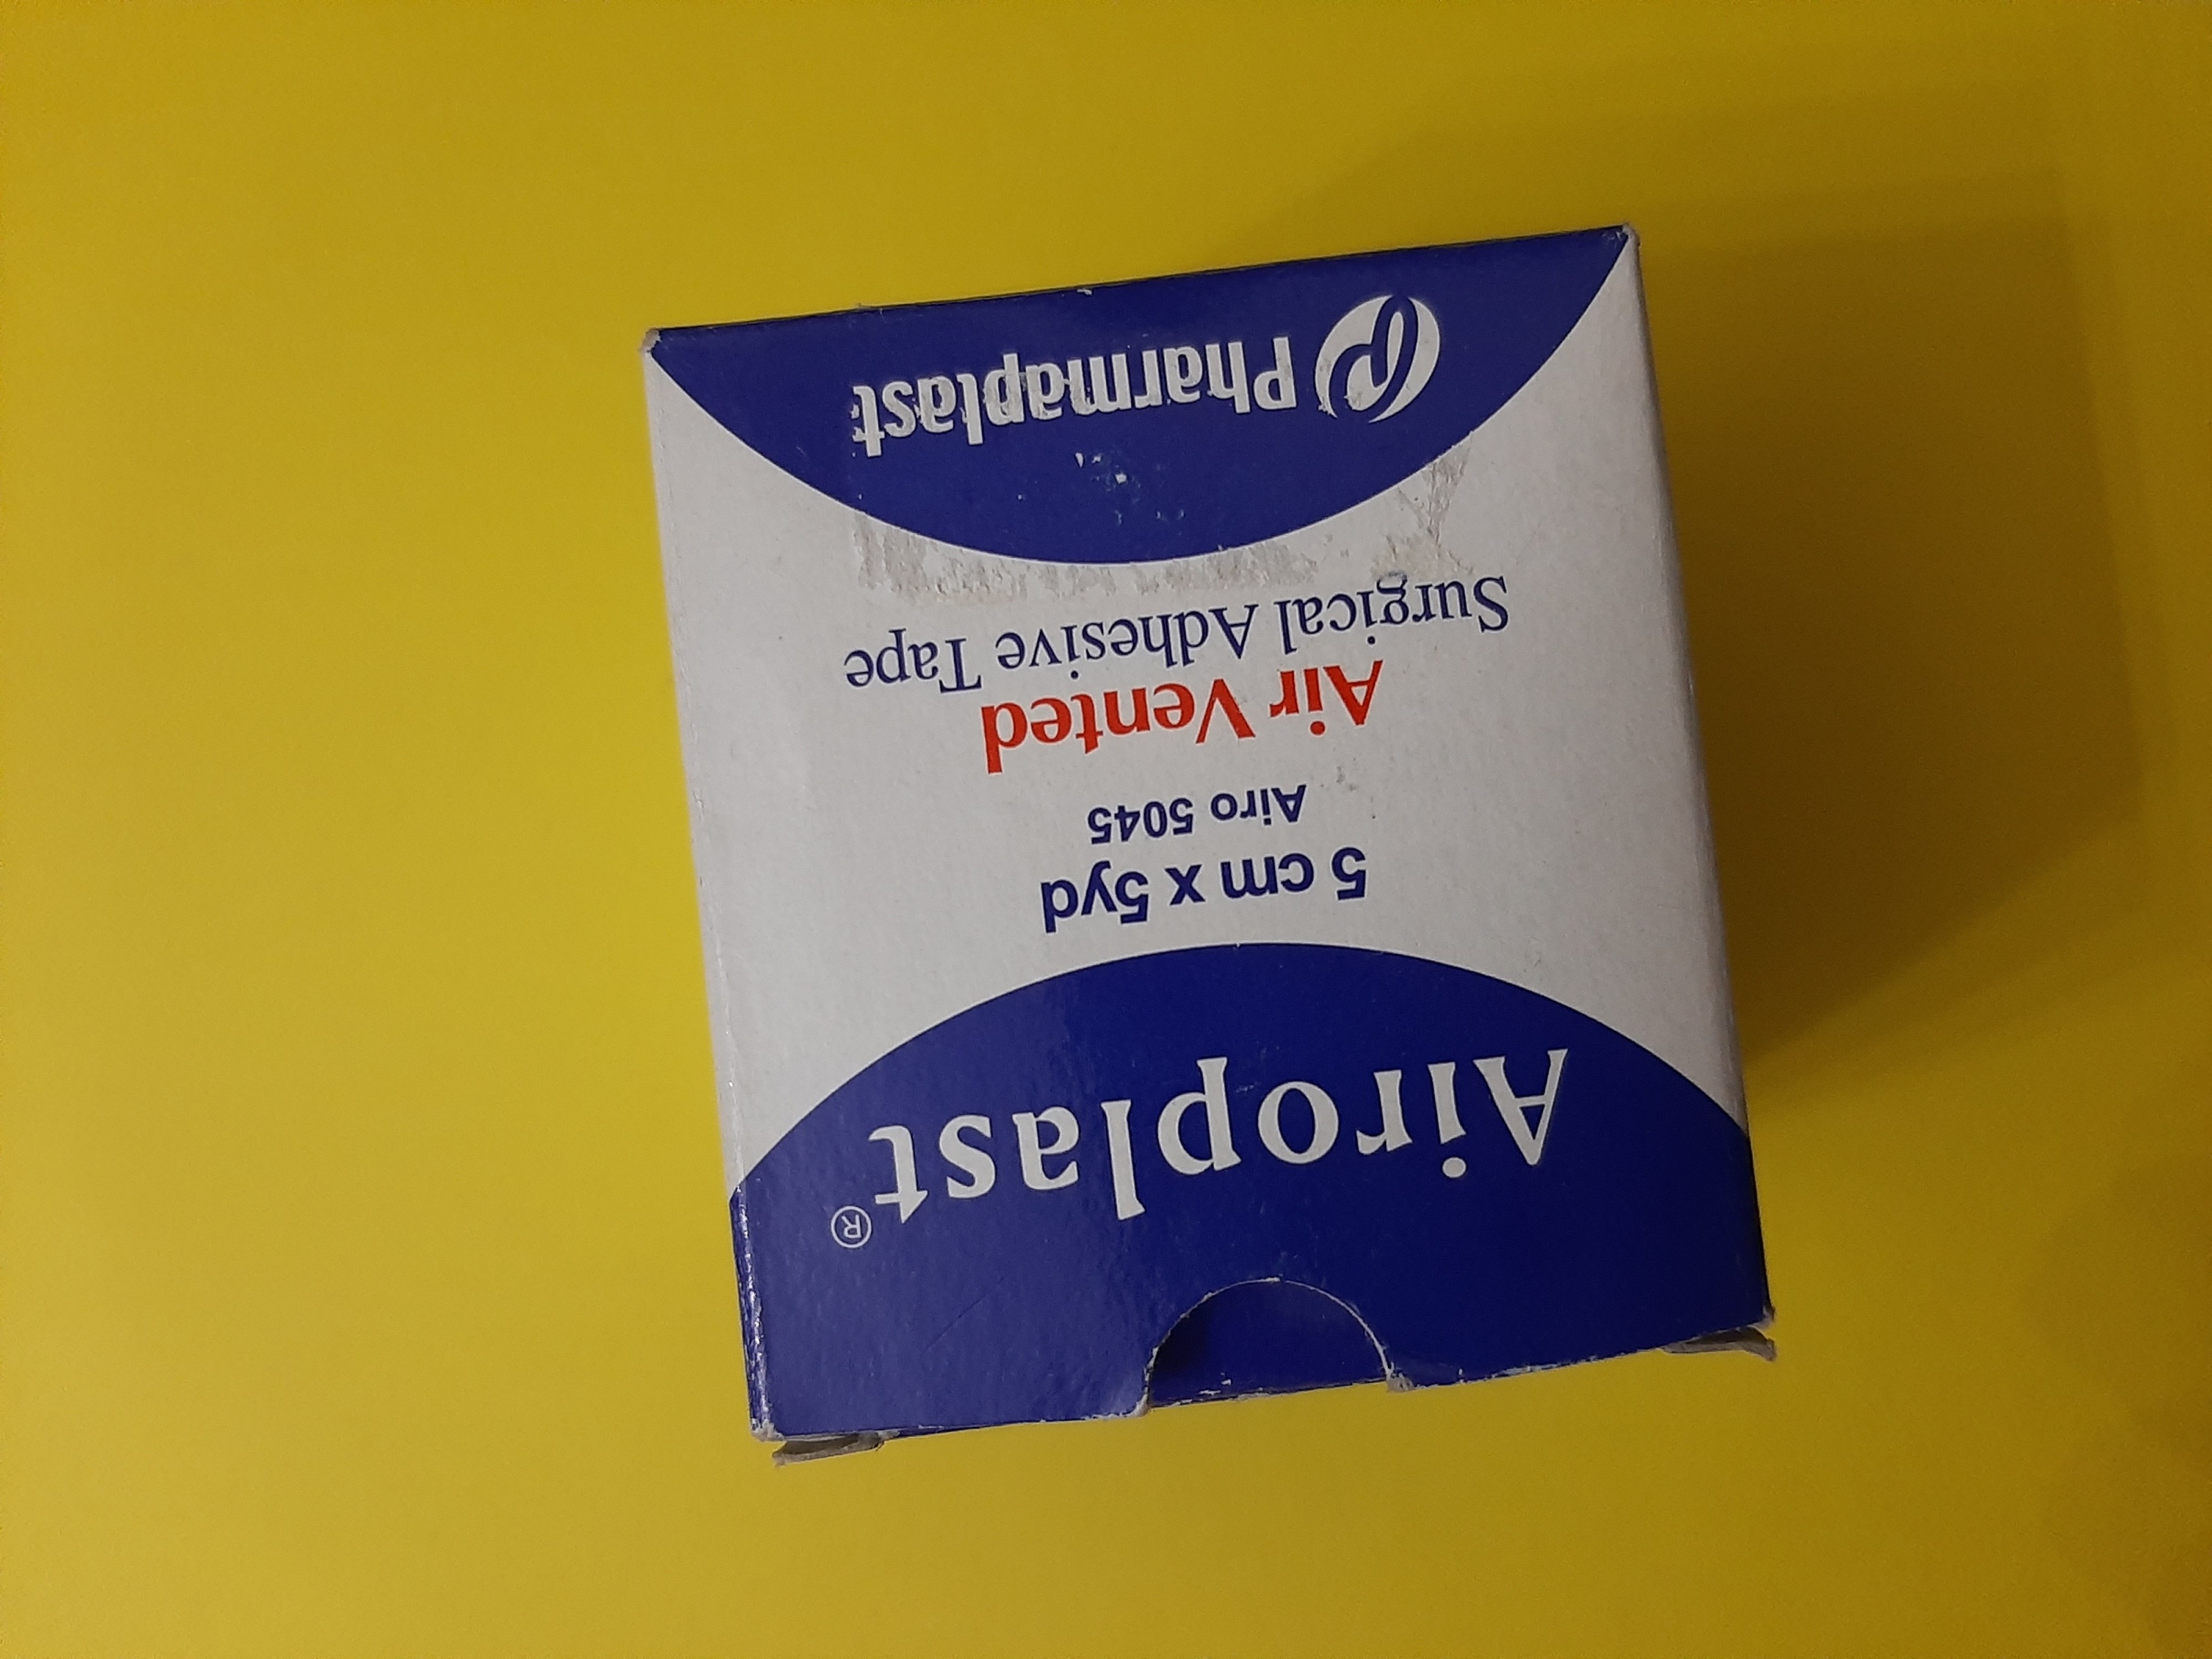 Airoplast®
5 cm x 5yd
Airo 5045
Air Vented
Surgical Adhesive Tape
Pharmaplast